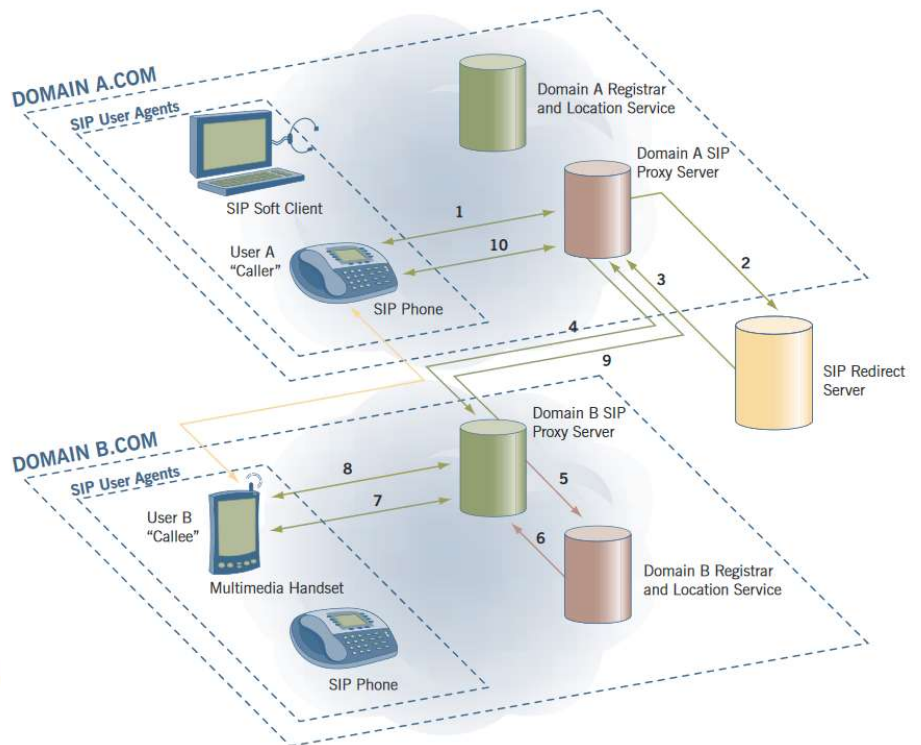 DOMAIN A.COM
SIP User Agents
Domain A Registrar
and Location Service
Domain A SIP
Proxy Server
SIP Soft Client
1
User A
"Caller"
10
2
3
SIP Phone
4
9
SIP Redirect
Server
DOMAIN B.COM
SIP User Agents
Domain B SIP
Proxy Server
8
5
7
User B
"Callee"
6
Multimedia Handset
Domain B Registrar
and Location Service
SIP Phone